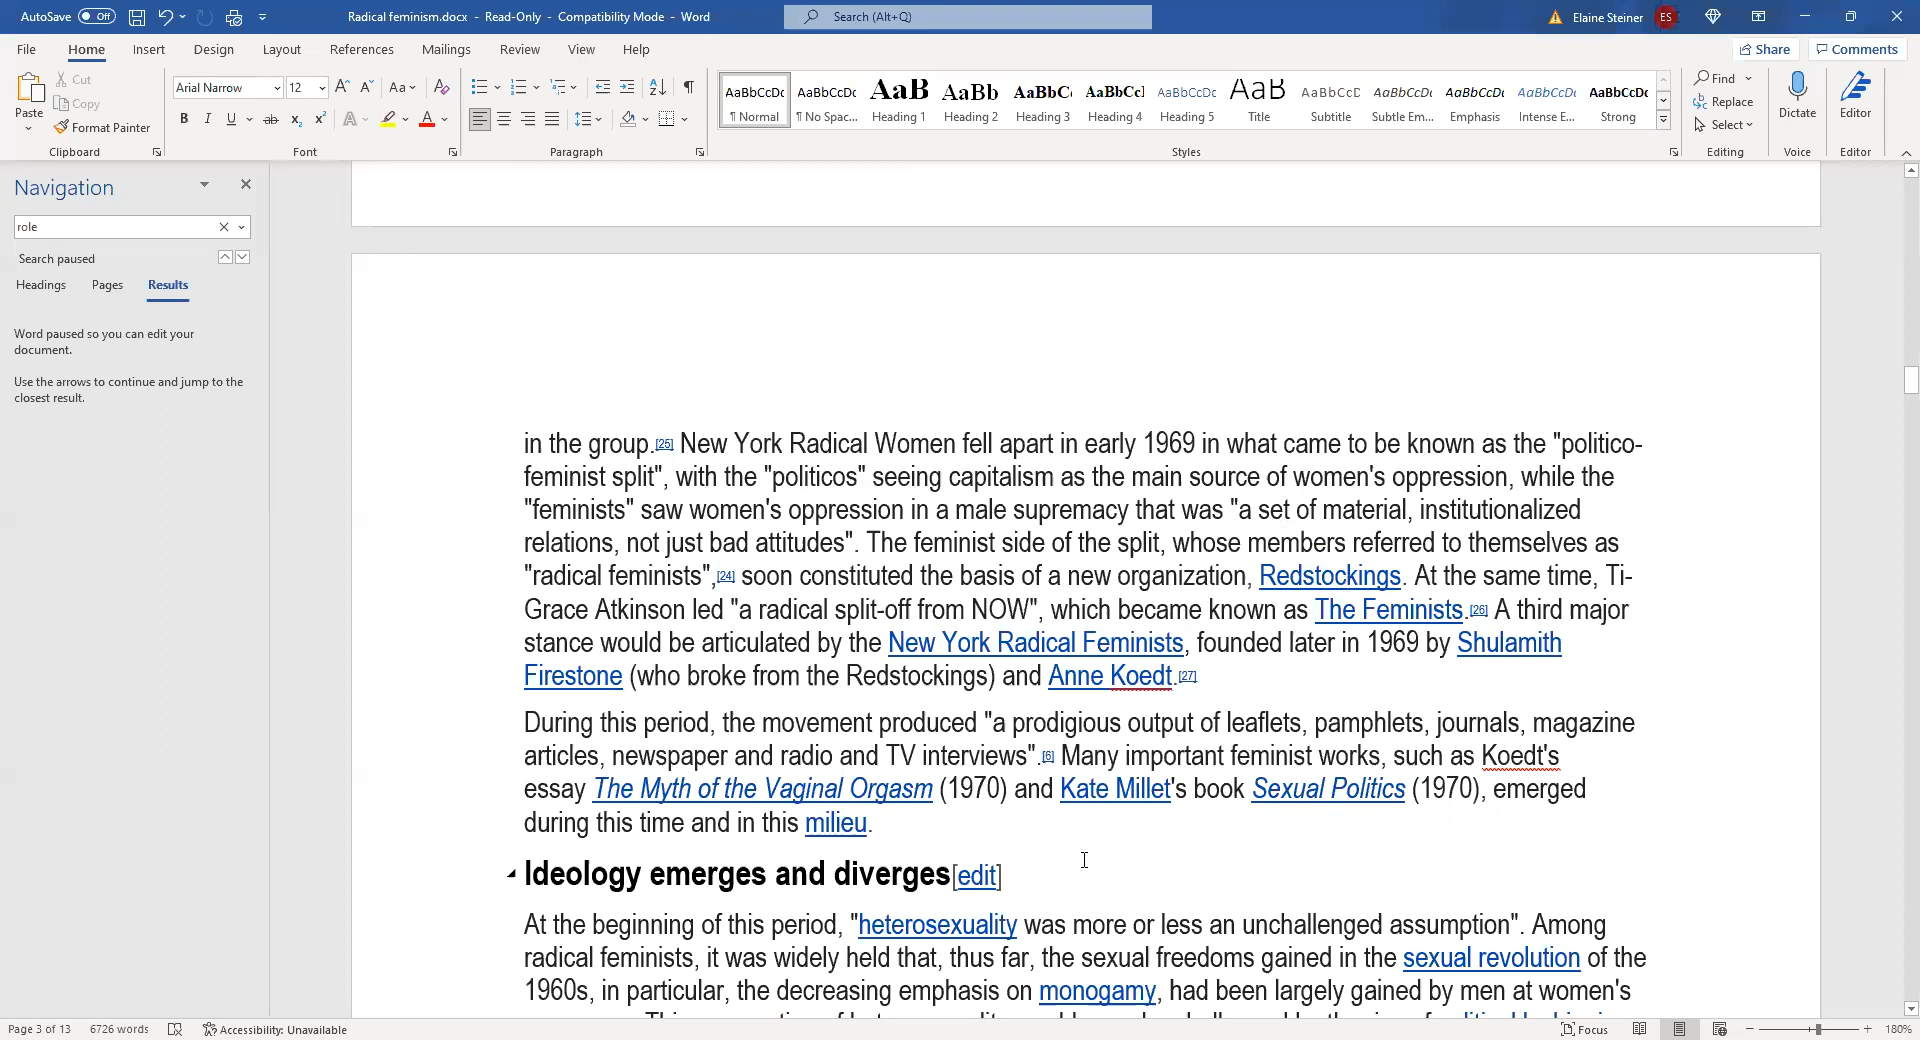 AutoSave Off Radical feminism.docx - Read-Only - Compatibility Mode - Word Search (Alt+Q) Elaine Steiner ES
File Home Insert Design Layout References Mailings Review View Help Share Comments
Paste Cut Copy Format Painter
Clipboard
Arial Narrow 12 Aa
B I U ab x₂ x² A A
Font
Paragraph
AaBbCcDc AaBbCcDc AaB AaBb AaBbC AaBbCcI AaBbCcDc AaB AaBbCcD AaBbCcDc AaBbCcDc AaBbCcDc AaBbCcDc
¶ Normal ¶ No Spac... Heading 1 Heading 2 Heading 3 Heading 4 Heading 5 Title Subtitle Subtle Em... Emphasis Intense E... Strong
Styles
Find
Replace
Select
Editing
Dictate
Voice
Editor
Editor
Navigation
role
Search paused
Headings Pages Results
Word paused so you can edit your
document.
Use the arrows to continue and jump to the
closest result.
in the group.[25] New York Radical Women fell apart in early 1969 in what came to be known as the "politico-
feminist split", with the "politicos" seeing capitalism as the main source of women's oppression, while the
"feminists" saw women's oppression in a male supremacy that was "a set of material, institutionalized
relations, not just bad attitudes". The feminist side of the split, whose members referred to themselves as
"radical feminists",[24] soon constituted the basis of a new organization, Redstockings. At the same time, Ti-
Grace Atkinson led "a radical split-off from NOW", which became known as The Feminists.[26] A third major
stance would be articulated by the New York Radical Feminists, founded later in 1969 by Shulamith
Firestone (who broke from the Redstockings) and Anne Koedt.[27]
During this period, the movement produced "a prodigious output of leaflets, pamphlets, journals, magazine
articles, newspaper and radio and TV interviews".[6] Many important feminist works, such as Koedt's
essay The Myth of the Vaginal Orgasm (1970) and Kate Millet's book Sexual Politics (1970), emerged
during this time and in this milieu.
Ideology emerges and diverges[edit]
At the beginning of this period, "heterosexuality was more or less an unchallenged assumption". Among
radical feminists, it was widely held that, thus far, the sexual freedoms gained in the sexual revolution of the
1960s, in particular, the decreasing emphasis on monogamy, had been largely gained by men at women's
Page 3 of 13 6726 words Accessibility: Unavailable Focus 180%